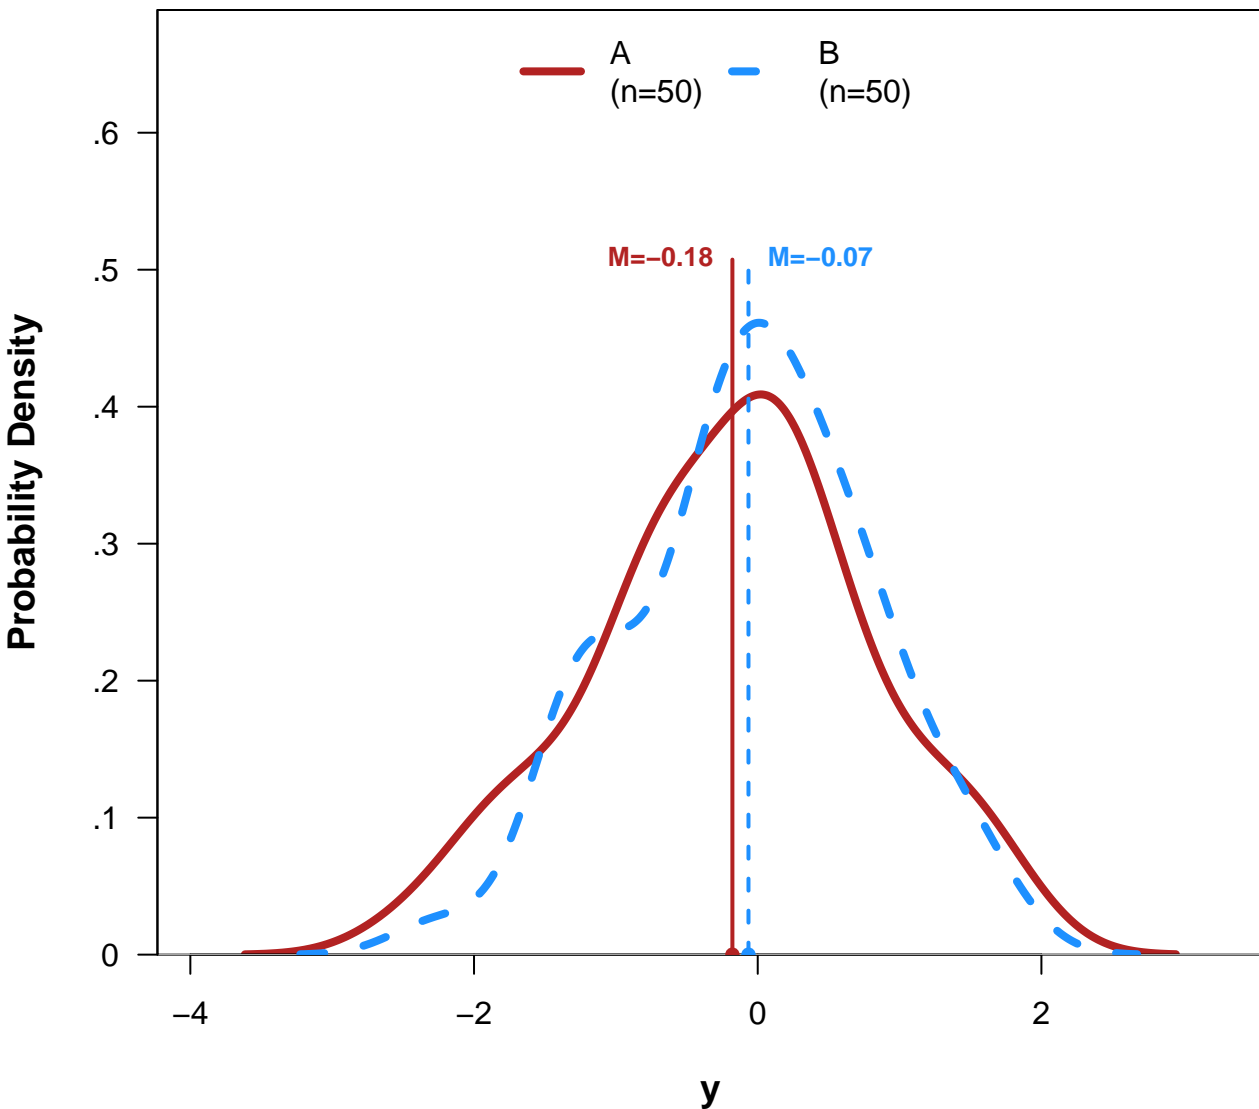 A
(n=50)
B
(n=50)
M=−0.18
M=−0.07
Probability Density
.6
.5
.4
.3
.2
.1
0
−4
−2
0
2
y